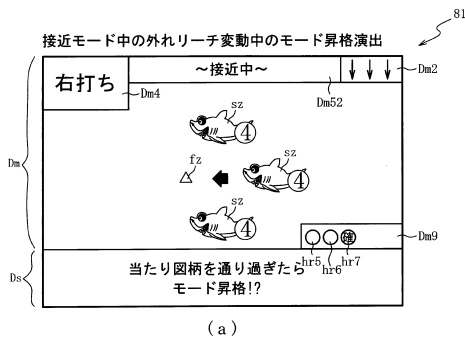 81
接近モード中の外れリーチ変動中のモード昇格演出
右打ち
～接近中～
↓ ↓ ↓
Dm2
Dm4
Dm52
Dm
sz
④
fz
sz
④
sz
④
Dm9
確
hr5
hr6
hr7
Ds
当たり図柄を通り過ぎたら
モード昇格!?
(a)